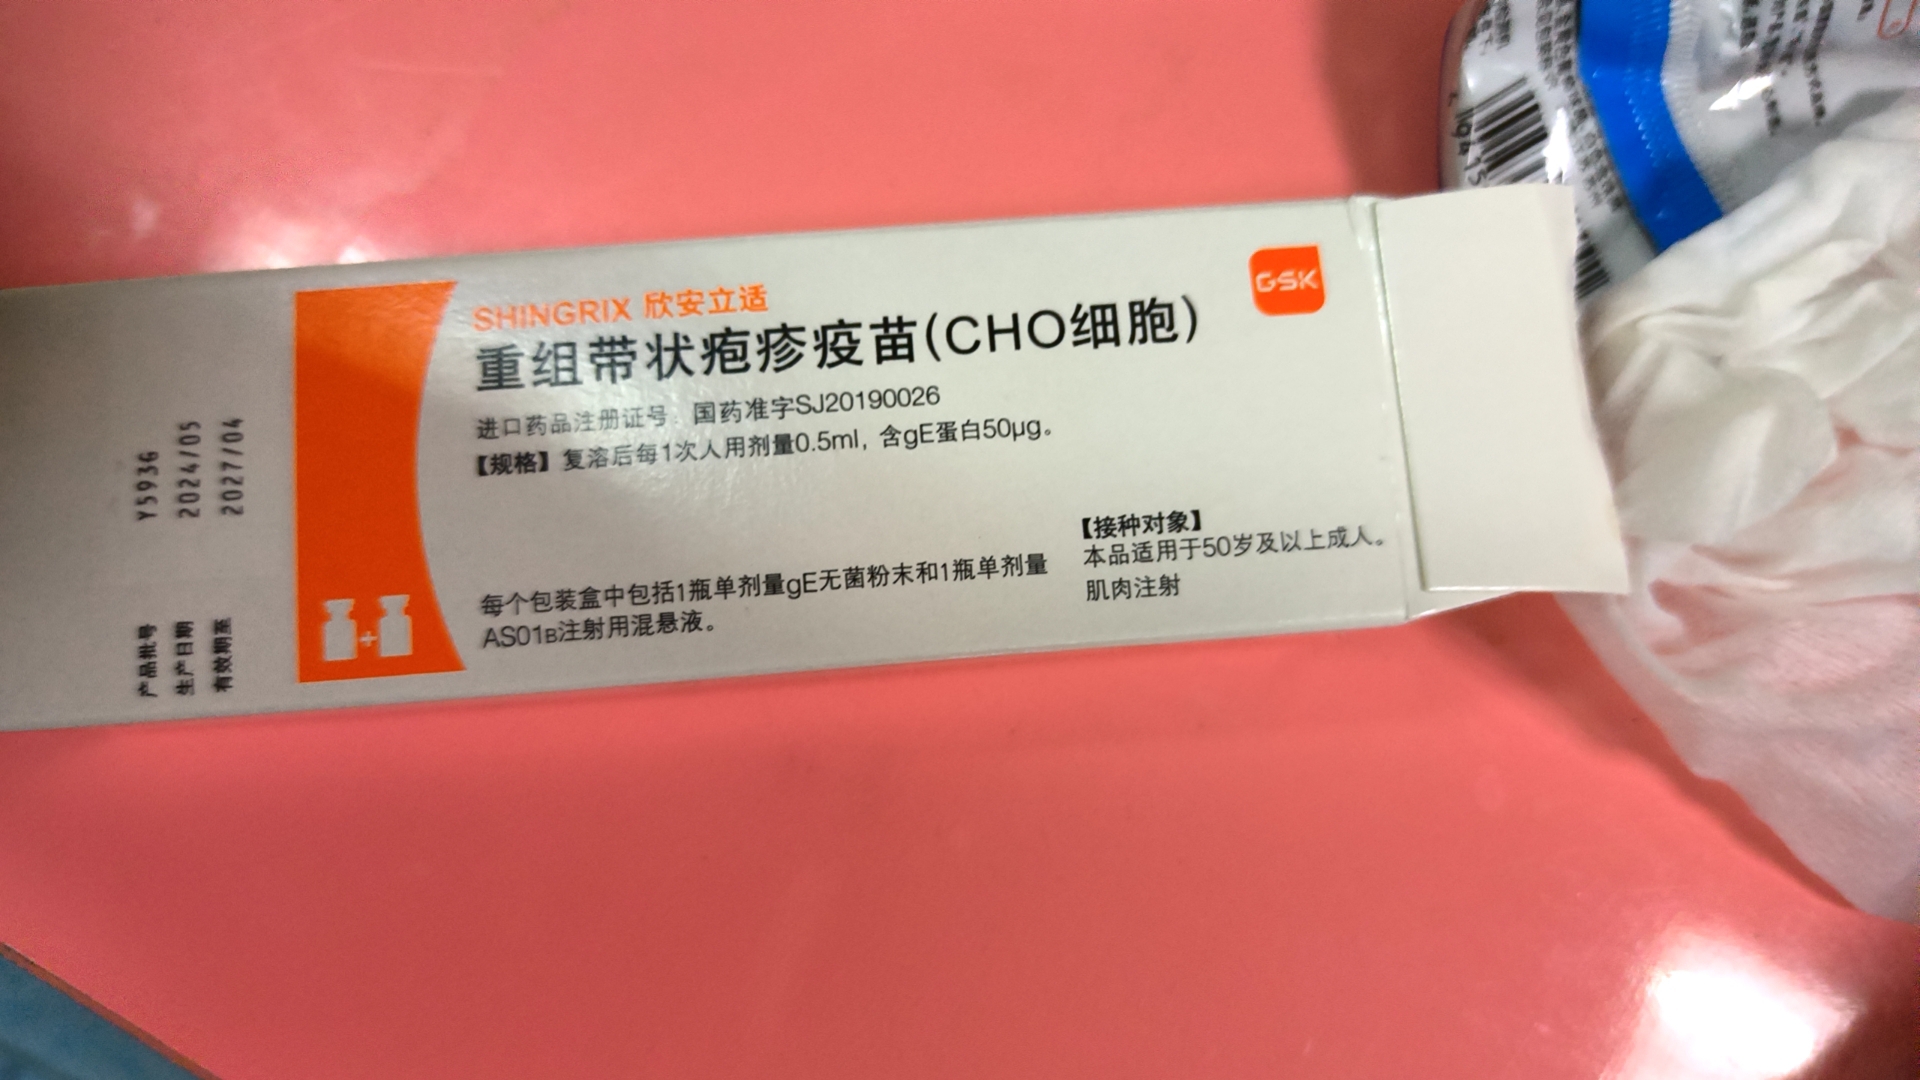 SHINGRIX 欣安立适
重组带状疱疹疫苗(CHO细胞)
GSK
进口药品注册证号 国药准字SJ20190026
【规格】复溶后每1次人用剂量0.5ml，含gE蛋白50μg。
每个包装盒中包括1瓶单剂量gE无菌粉末和1瓶单剂量
AS01B注射用混悬液。
【接种对象】
本品适用于50岁及以上成人。
肌肉注射
产品批号 Y5936
生产日期 2024/05
有效期至 2027/04